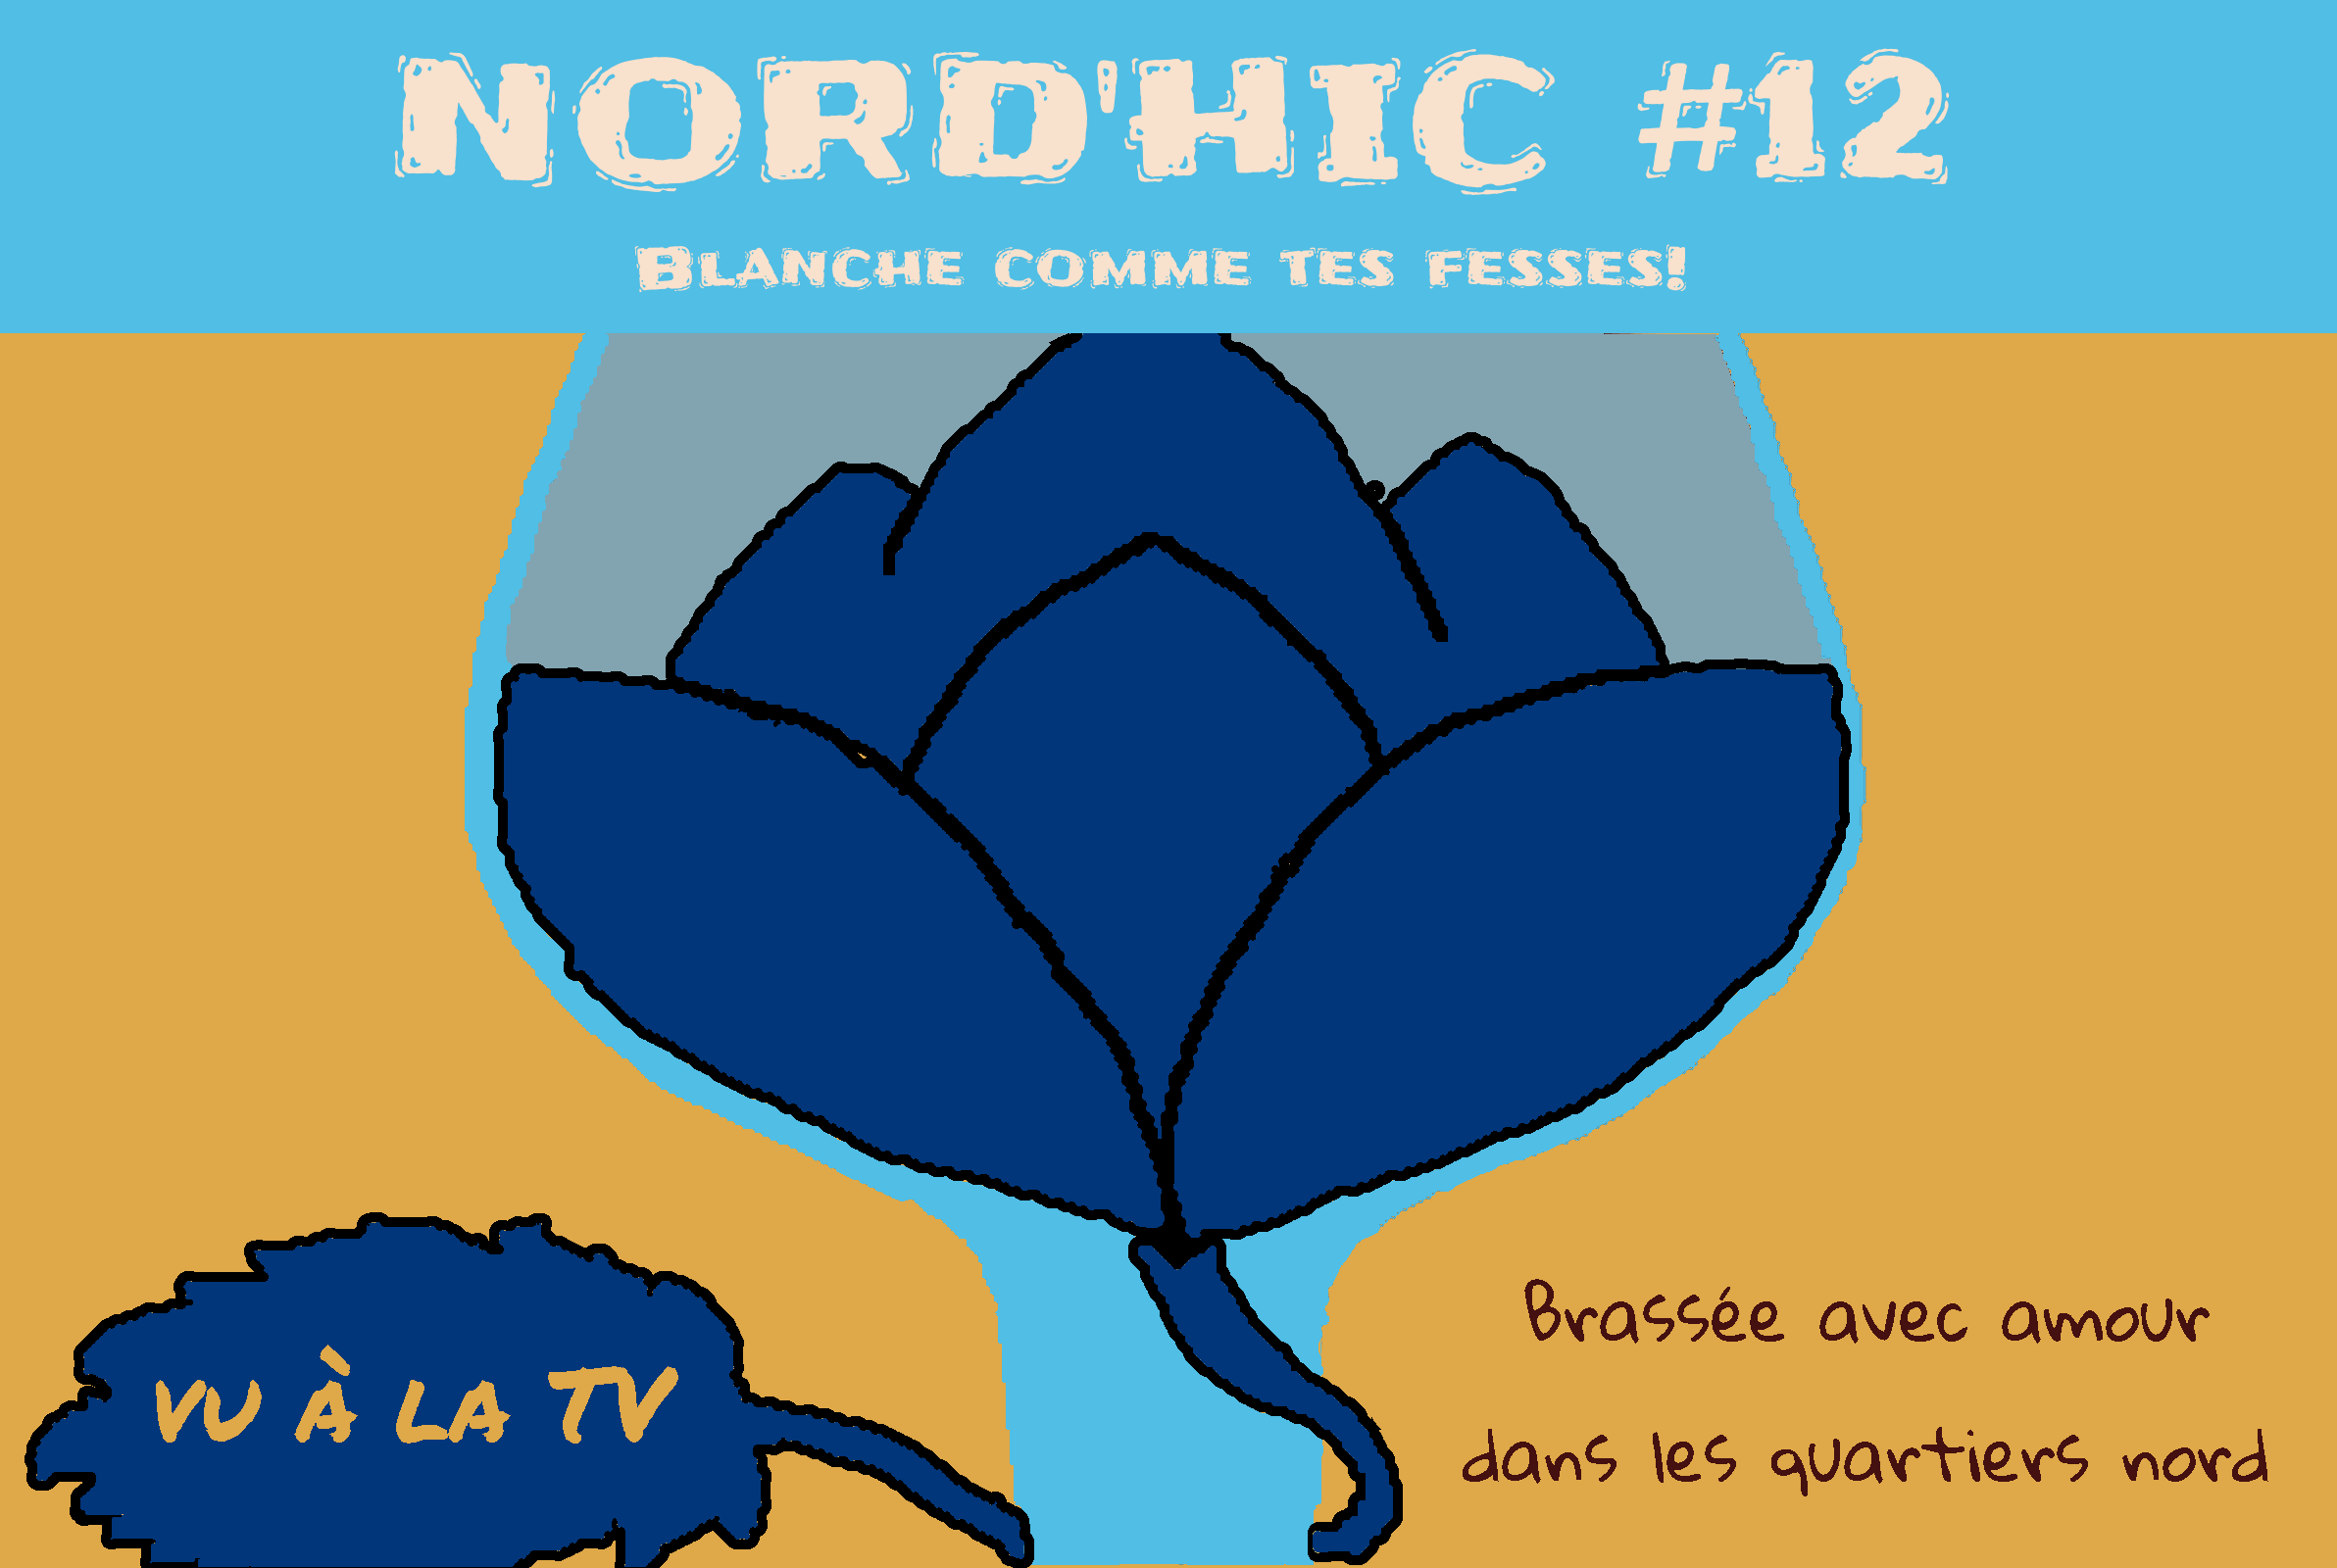 NORD'HIC #12
BLANCHE COMME TES FESSES!
VU À LA TV
Brassée avec amour
dans les quartiers nord